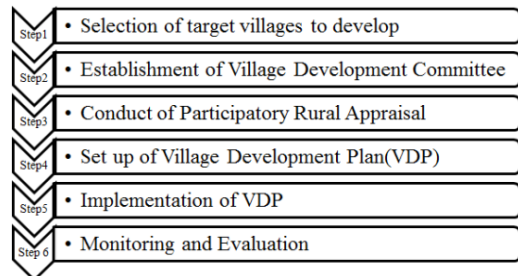 Step1 • Selection of target villages to develop
Step2 • Establishment of Village Development Committee
Step3 • Conduct of Participatory Rural Appraisal
Step4 • Set up of Village Development Plan(VDP)
Step5 • Implementation of VDP
Step 6 • Monitoring and Evaluation